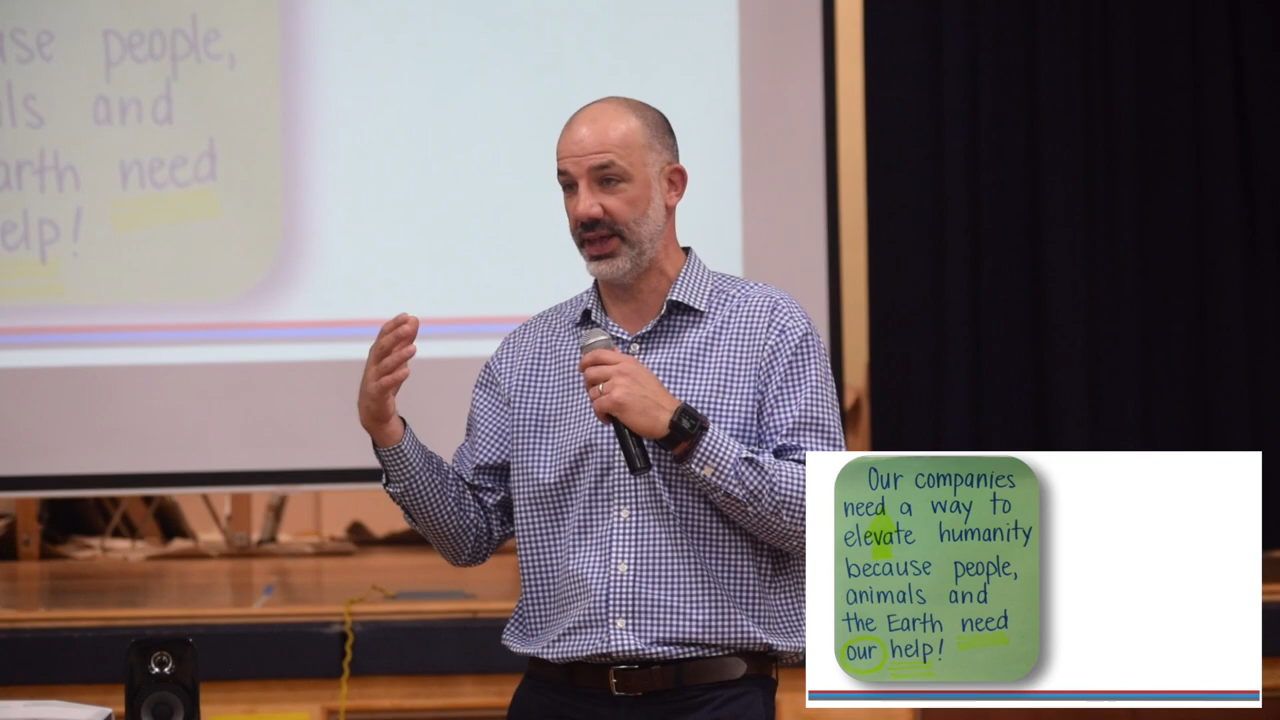 use people,
ls and
arth need
elp!
Our companies
need a way to
elevate humanity
because people,
animals and
the Earth need
our help!